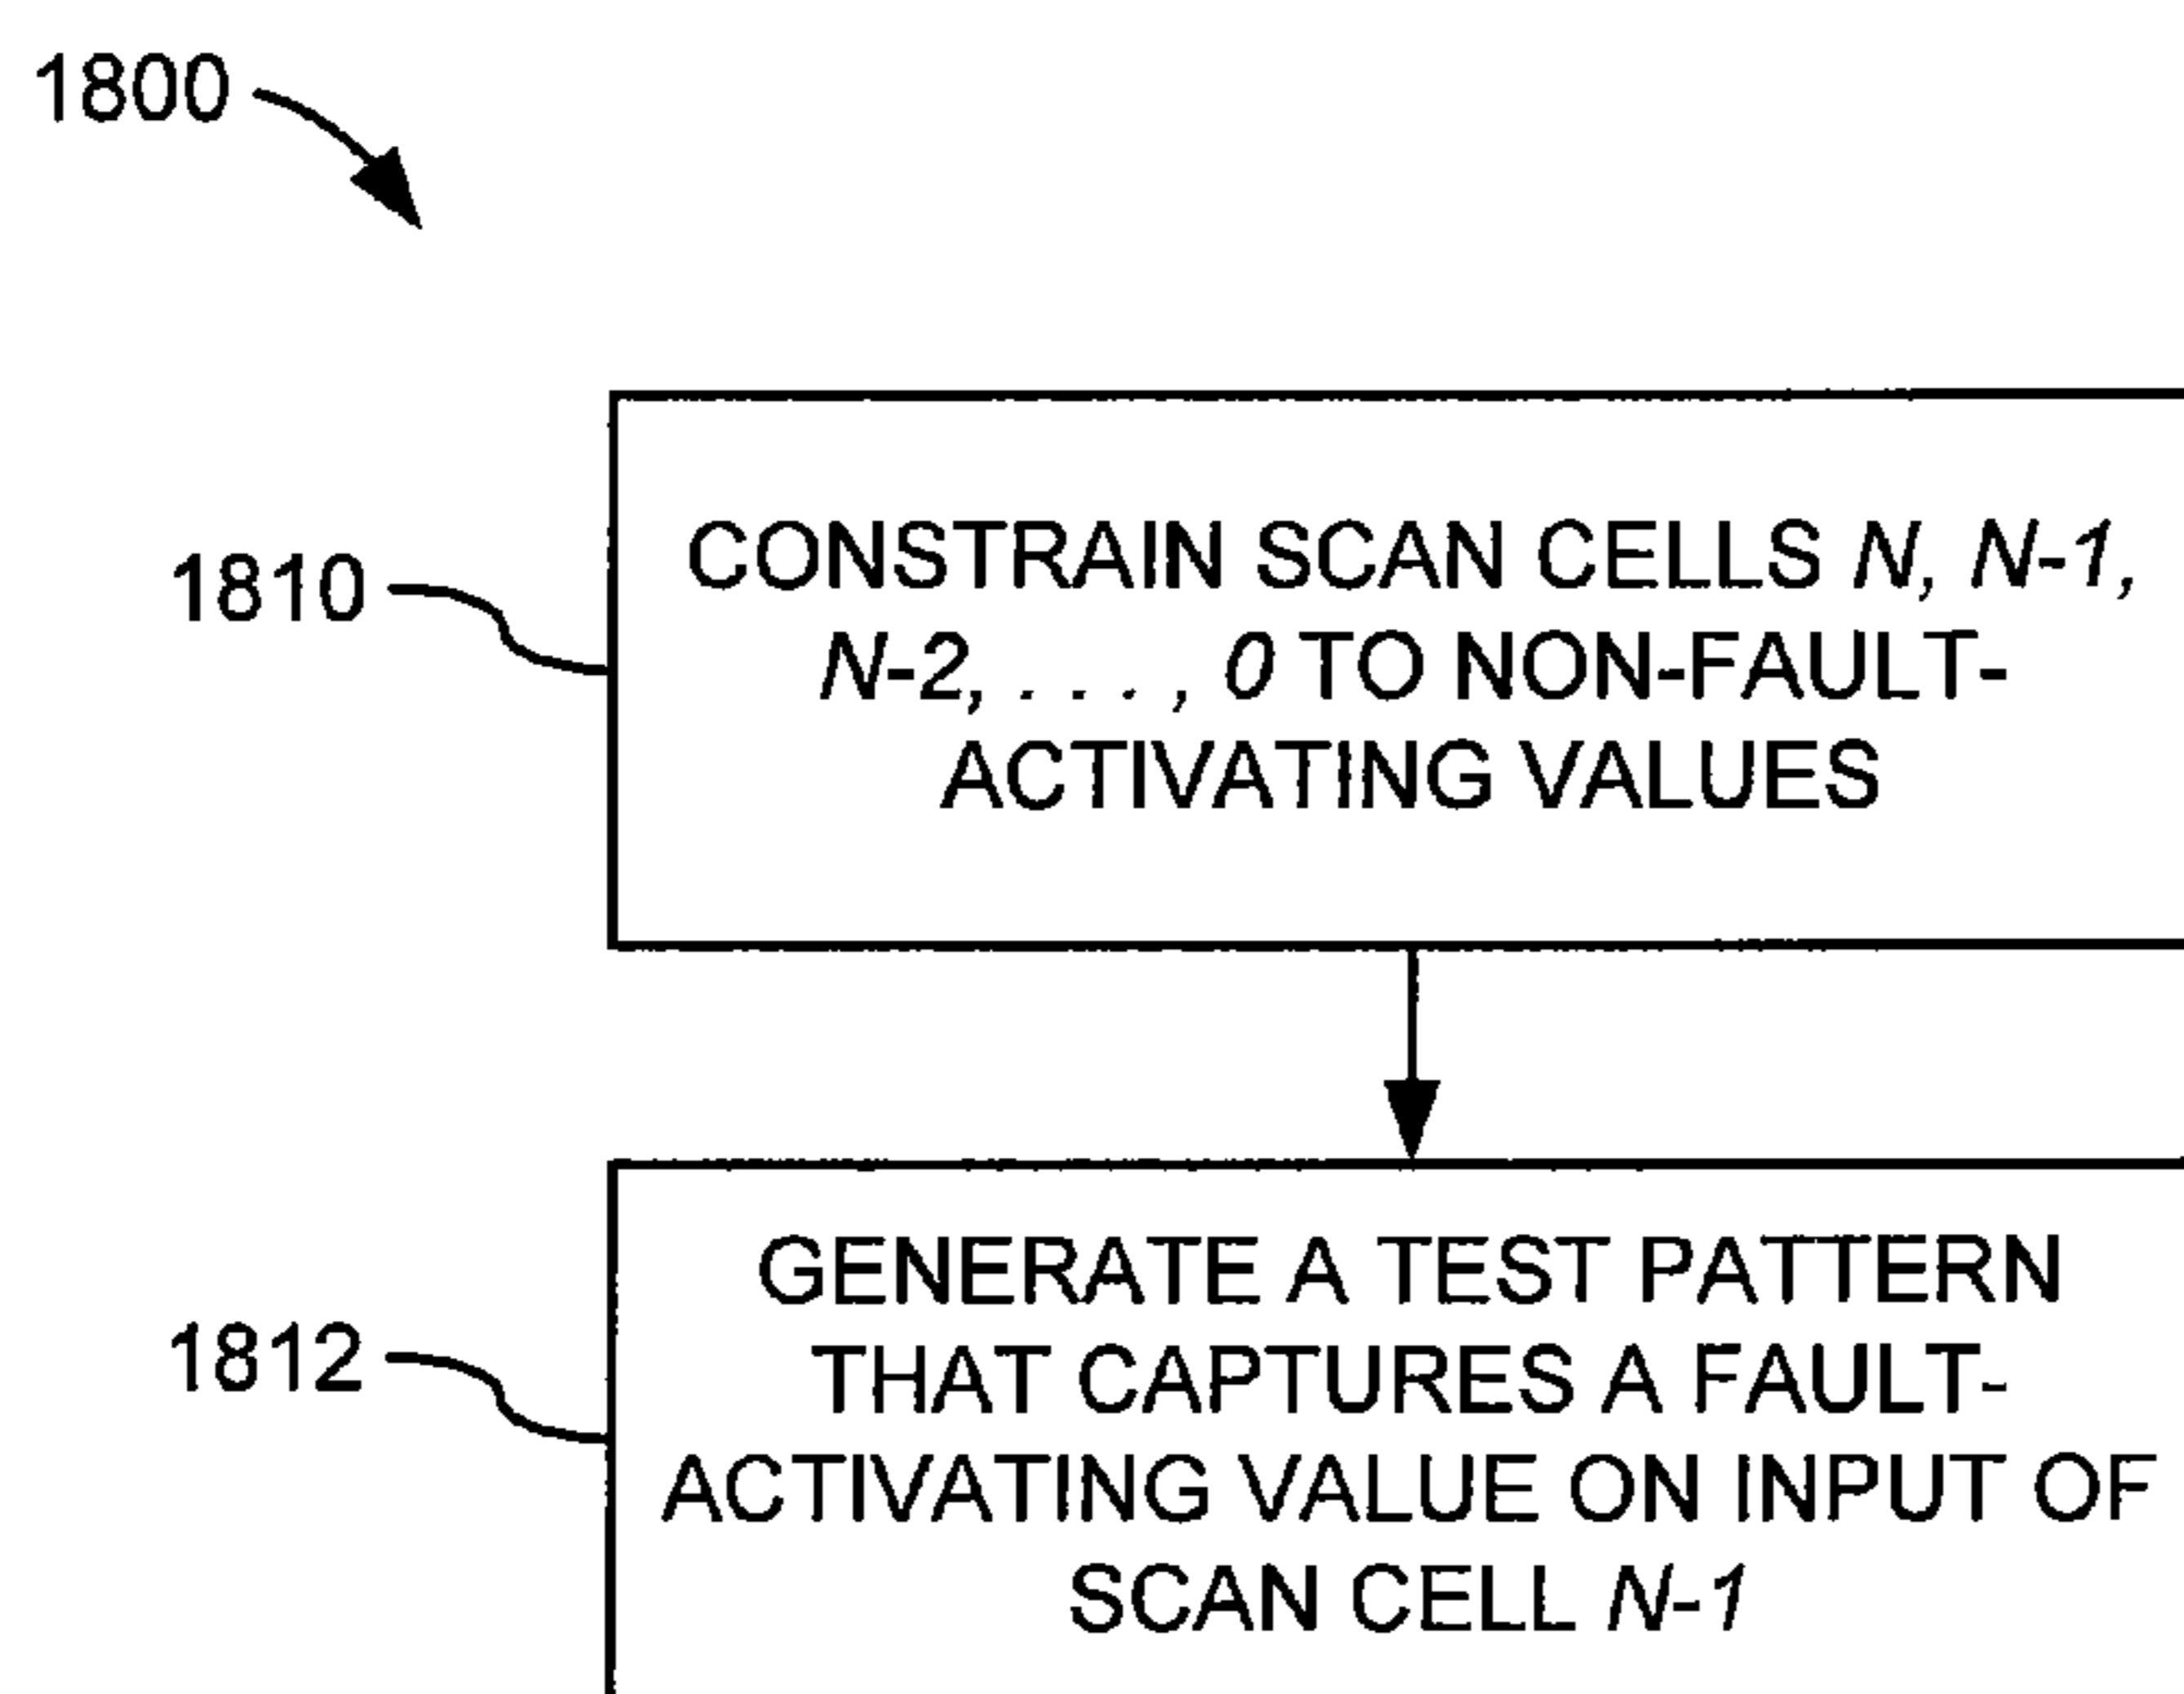 1800
1810
CONSTRAIN SCAN CELLS N, N-1,
N-2, . . . , 0 TO NON-FAULT-
ACTIVATING VALUES
1812
GENERATE A TEST PATTERN
THAT CAPTURES A FAULT-
ACTIVATING VALUE ON INPUT OF
SCAN CELL N-1